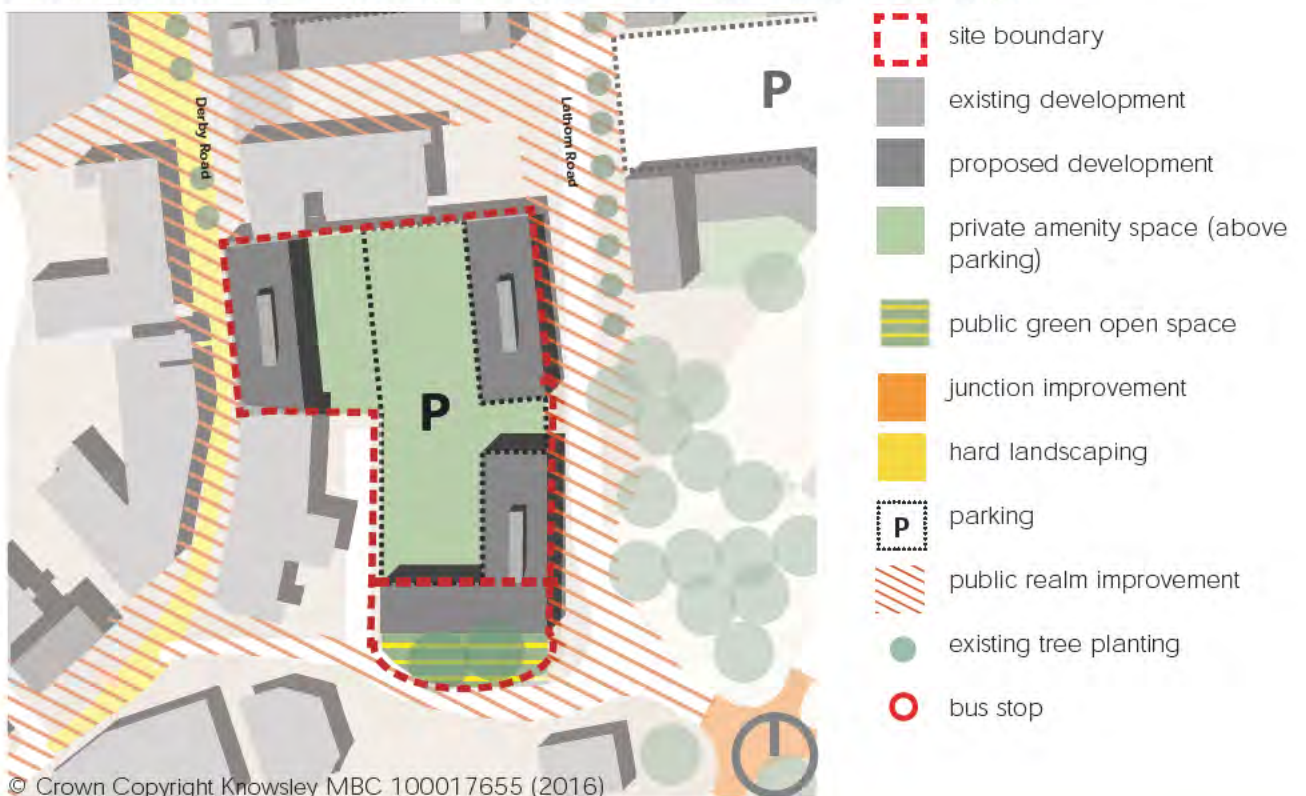 Derby Road
Lathom Road
P
P
© Crown Copyright Knowsley MBC 100017655 (2016)
site boundary
existing development
proposed development
private amenity space (above
parking)
public green open space
junction improvement
hard landscaping
P
parking
public realm improvement
existing tree planting
bus stop